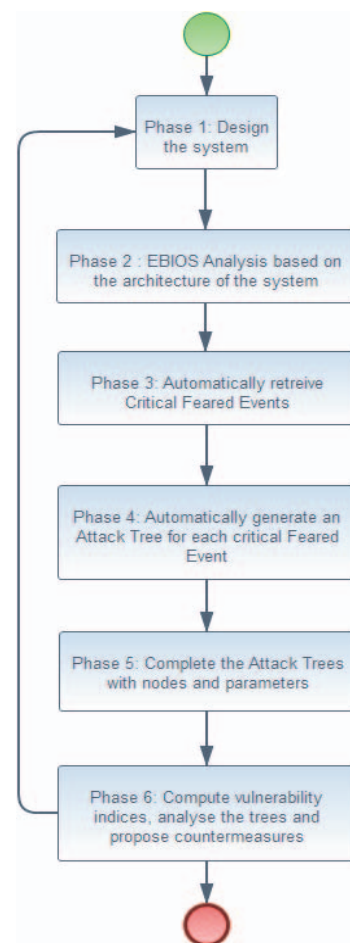 Phase 1: Design
the system
Phase 2 : EBIOS Analysis based on
the architecture of the system
Phase 3: Automatically retreive
Critical Feared Events
Phase 4: Automatically generate an
Attack Tree for each critical Feared
Event
Phase 5: Complete the Attack Trees
with nodes and parameters
Phase 6: Compute vulnerability
indices, analyse the trees and
propose countermeasures